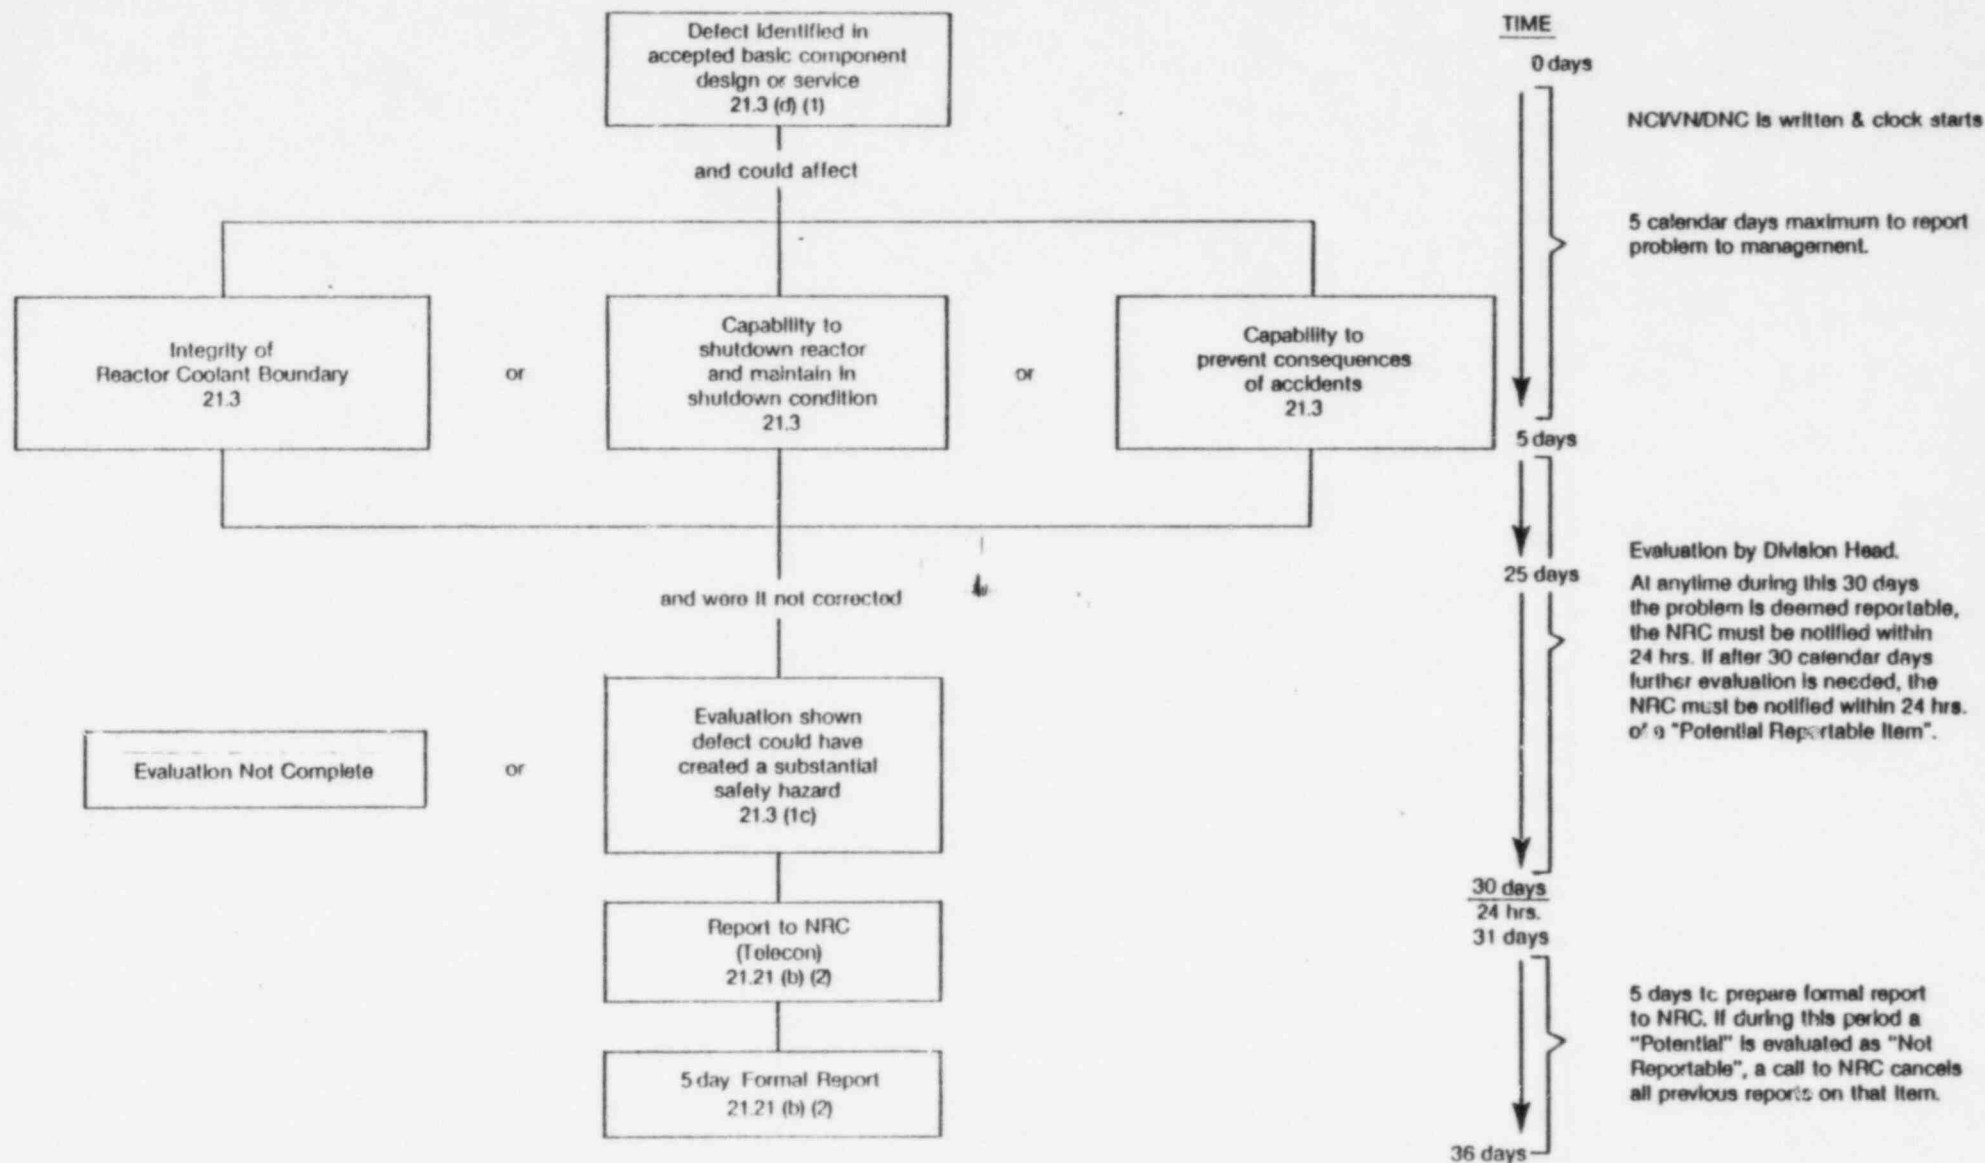 Defect Identified in
accepted basic component
design or service
21.3 (d) (1)
and could affect
Integrity of
Reactor Coolant Boundary
21.3
or
Capability to
shutdown reactor
and maintain in
shutdown condition
21.3
or
Capability to
prevent consequences
of accidents
21.3
and were it not corrected
Evaluation Not Complete
or
Evaluation shown
defect could have
created a substantial
safety hazard
21.3 (1c)
Report to NRC
(Telecon)
21.21 (b) (2)
5 day Formal Report
21.21 (b) (2)
TIME
0 days
is written & clock starts
5 calendar days maximum to report
problem to management.
5 days
25 days
Evaluation by Division Head.
At anytime during this 30 days
the problem is deemed reportable,
the NRC must be notified within
24 hrs. If after 30 calendar days
further evaluation is needed, the
NRC must be notified within 24 hrs.
of a "Potential Reportable Item".
30 days
24 hrs.
31 days
5 days to prepare formal report
to NRC. If during this period a
"Potential" is evaluated as "Not
Reportable", a call to NRC cancels
all previous reports on that item.
36 days